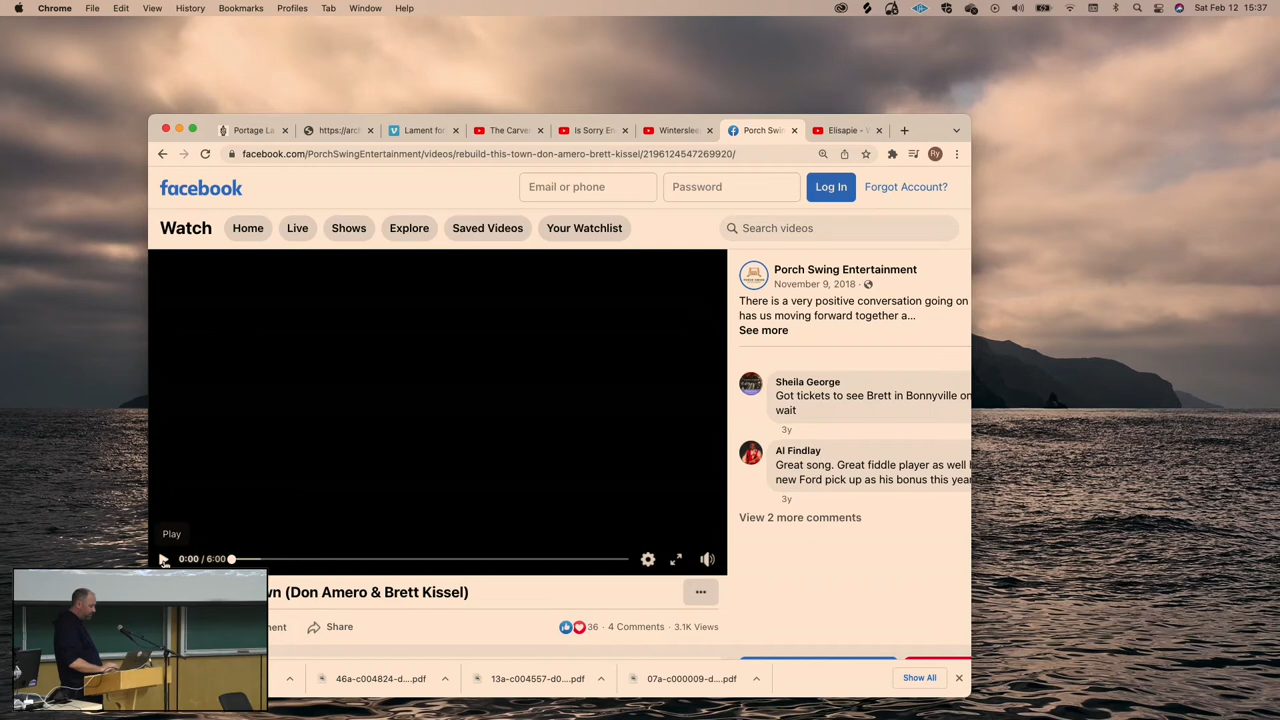 Chrome File Edit View History Bookmarks Profiles Tab Window Help
Sat Feb 12 15:37
Portage La
https://arch
Lament for
The Carver
Is Sorry En
Wintersleep
Porch Swin
Elisapie - W
facebook.com/PorchSwingEntertainment/videos/rebuild-this-town-don-amero-brett-kissel/2196124547269920/
Ry
facebook
Email or phone
Password
Log In
Forgot Account?
Watch
Home
Live
Shows
Explore
Saved Videos
Your Watchlist
Search videos
Porch Swing Entertainment
November 9, 2018 ·
There is a very positive conversation going on
has us moving forward together a...
See more
Sheila George
Got tickets to see Brett in Bonnyville on
wait
3y
Al Findlay
Great song. Great fiddle player as well
new Ford pick up as his bonus this year
3y
View 2 more comments
Play
0:00 / 6:00
wn (Don Amero & Brett Kissel)
ent
Share
36 · 4 Comments · 3.1K Views
46a-c004824-d....pdf
13a-c004557-d0....pdf
07a-c000009-d....pdf
Show All